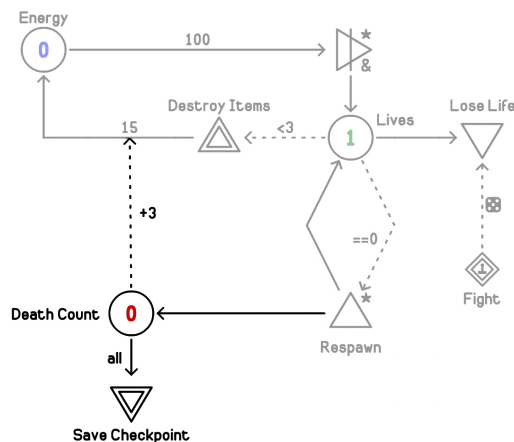 Energy
0
100
*
&
15
Destroy Items
<3
1
Lives
Lose Life
+3
==0
Fight
Death Count
0
*
Respawn
all
Save Checkpoint